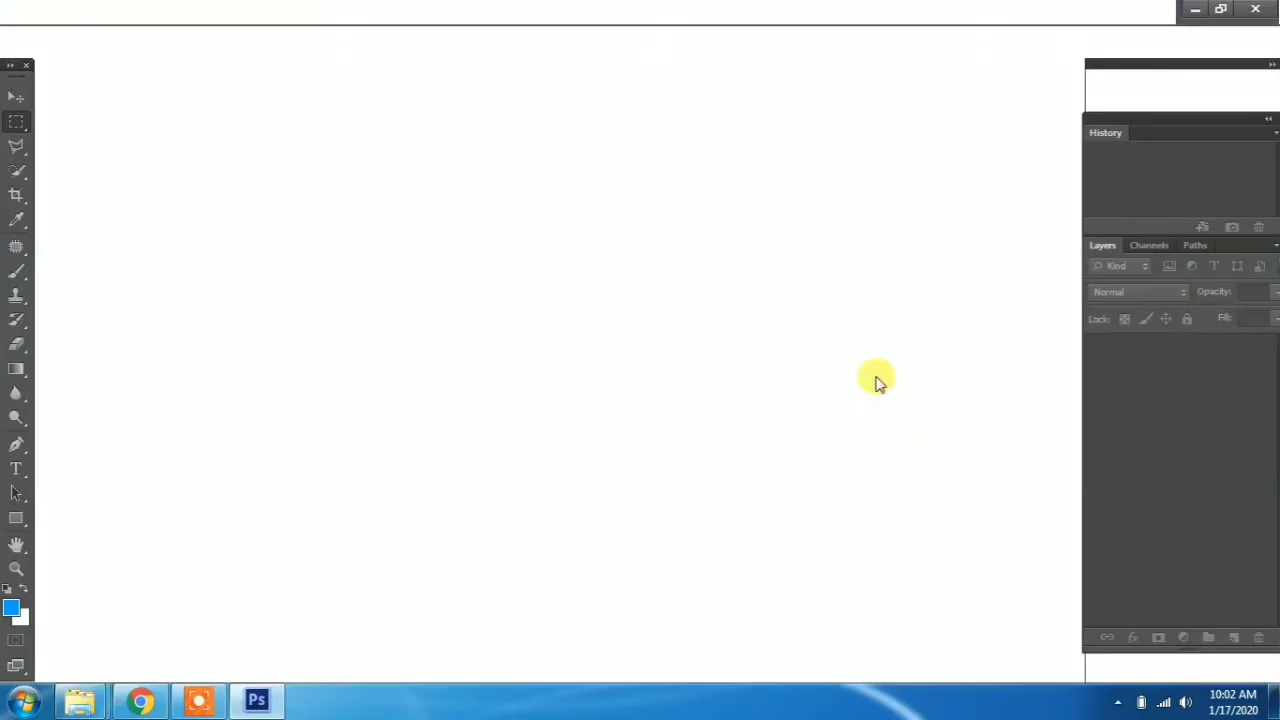 History
Layers Channels Paths
Kind
Normal Opacity:
Lock: Fill:
T
Ps
10:02 AM
1/17/2020